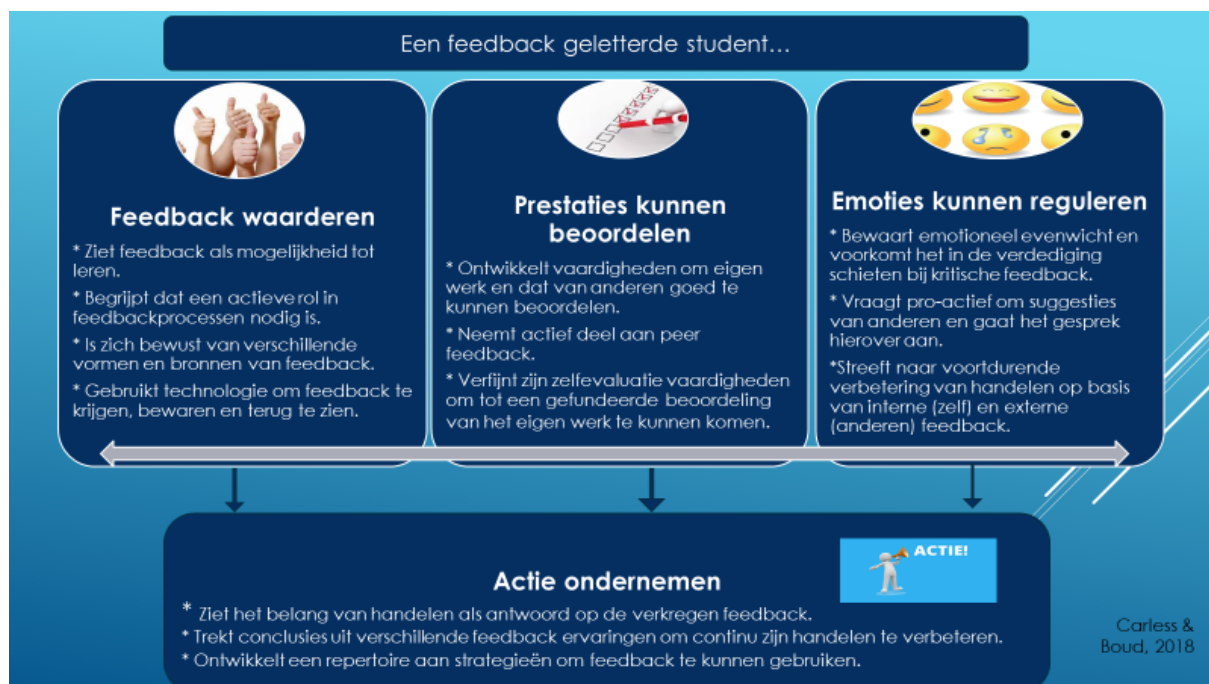 Een feedback geletterde student…
Feedback waarderen
* Ziet feedback als mogelijkheid tot
leren.
* Begrijpt dat een actieve rol in
feedbackprocessen nodig is.
* Is zich bewust van verschillende
vormen en bronnen van feedback.
* Gebruikt technologie om feedback te
krijgen, bewaren en terug te zien.
Prestaties kunnen
beoordelen
* Ontwikkelt vaardigheden om eigen
werk en dat van anderen goed te
kunnen beoordelen.
* Neemt actief deel aan peer
feedback.
* Verfijnt zijn zelfevaluatie vaardigheden
om tot een gefundeerde beoordeling
van het eigen werk te kunnen komen.
Emoties kunnen reguleren
* Bewaart emotioneel evenwicht en
voorkomt het in de verdediging
schieten bij kritische feedback.
* Vraagt pro-actief om suggesties
van anderen en gaat het gesprek
hierover aan.
*Streeft naar voortdurende
verbetering van handelen op basis
van interne (zelf) en externe
(anderen) feedback.
ACTIE!
Actie ondernemen
* Ziet het belang van handelen als antwoord op de verkregen feedback.
* Trekt conclusies uit verschillende feedback ervaringen om continu zijn handelen te verbeteren.
* Ontwikkelt een repertoire aan strategieën om feedback te kunnen gebruiken.
Carless &
Boud, 2018